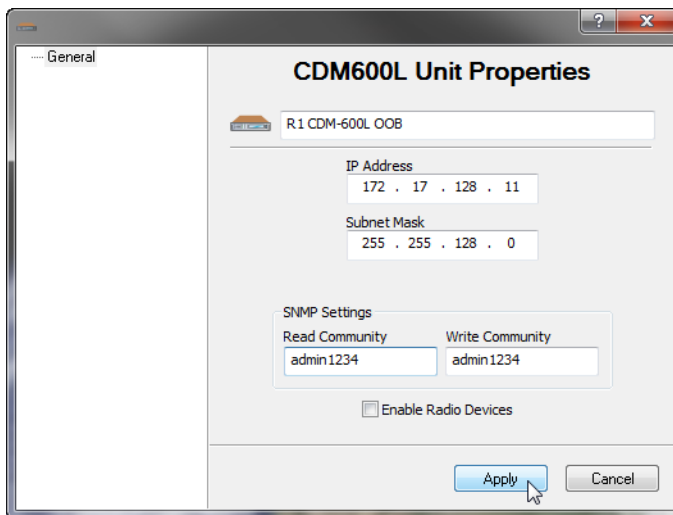 ?
X
General
CDM600L Unit Properties
R1 CDM-600L OOB
IP Address
172 . 17 . 128 . 11
Subnet Mask
255 . 255 . 128 . 0
SNMP Settings
Read Community Write Community
admin1234 admin1234
Enable Radio Devices
Apply Cancel